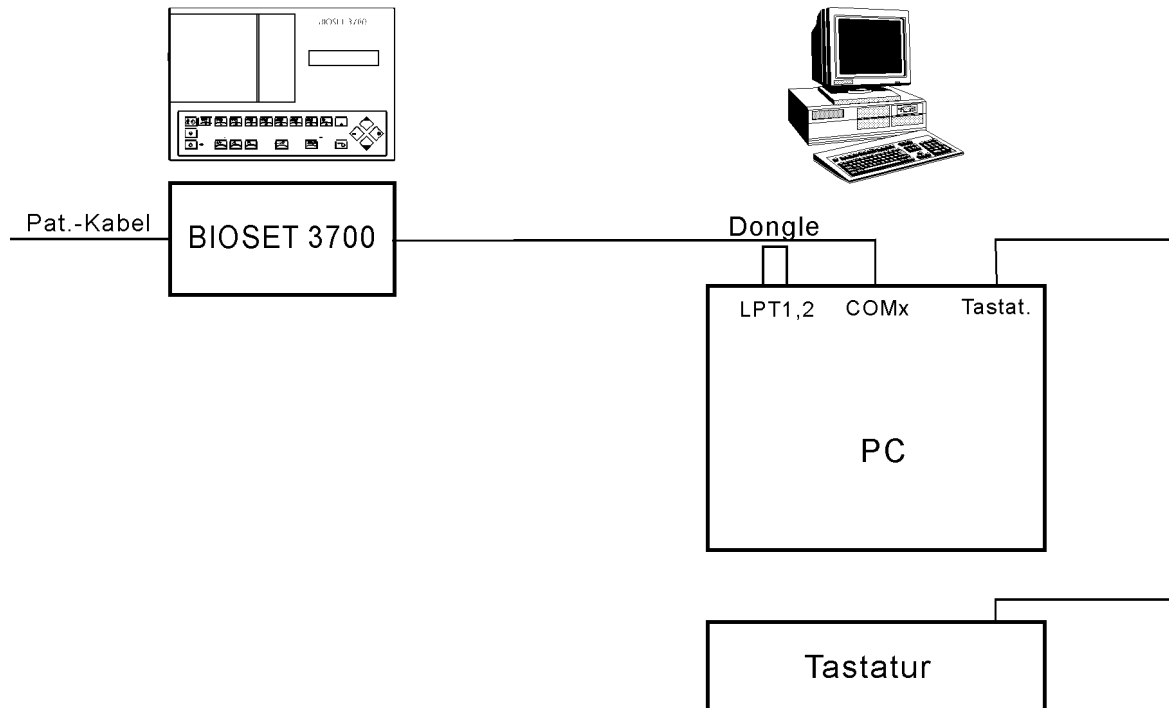 BIOSET 3700
Pat.-Kabel
BIOSET 3700
Dongle
LPT1,2
COMx
Tastat.
PC
Tastatur